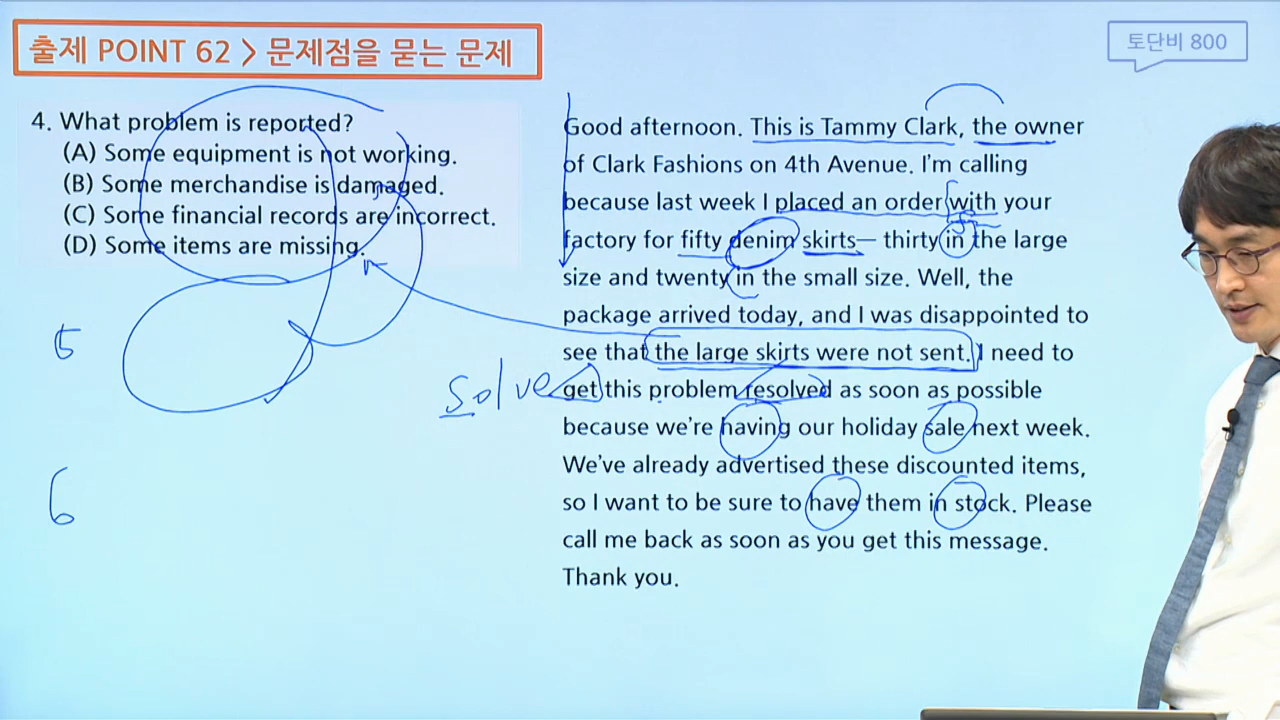 출제 POINT 62 > 문제점을 묻는 문제
토단비 800
4. What problem is reported?
(A) Some equipment is not working.
(B) Some merchandise is damaged.
(C) Some financial records are incorrect.
(D) Some items are missing.
5
6
Good afternoon. This is Tammy Clark, the owner
of Clark Fashions on 4th Avenue. I'm calling
because last week I placed an order with your
factory for fifty denim skirts— thirty in the large
size and twenty in the small size. Well, the
package arrived today, and I was disappointed to
see that the large skirts were not sent. I need to
get this problem resolved as soon as possible
because we're having our holiday sale next week.
We've already advertised these discounted items,
so I want to be sure to have them in stock. Please
call me back as soon as you get this message.
Thank you.
Solve